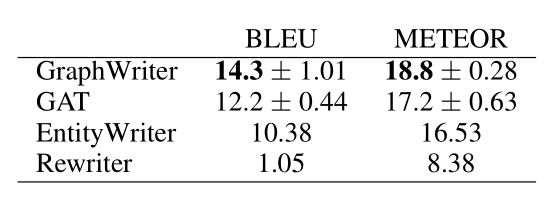 BLEU METEOR
GraphWriter 14.3 ± 1.01 18.8 ± 0.28
GAT 12.2 ± 0.44 17.2 ± 0.63
EntityWriter 10.38 16.53
Rewriter 1.05 8.38